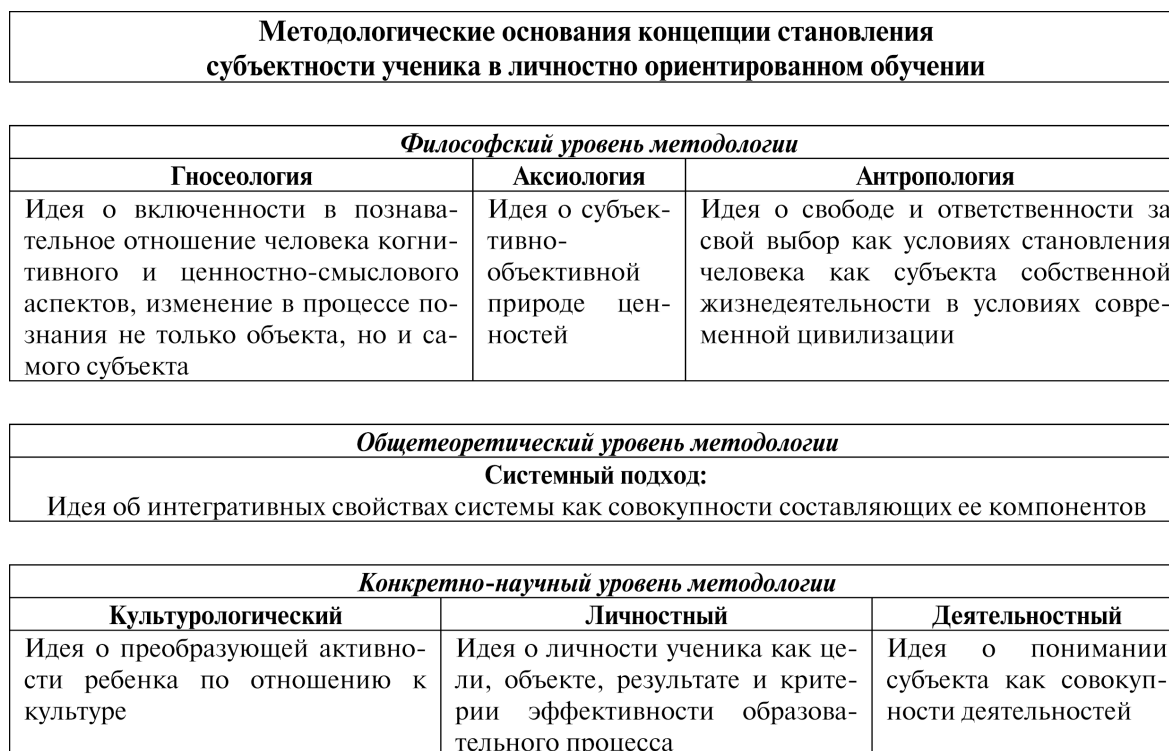 Методологические основания концепции становления
субъектности ученика в личностно ориентированном обучении
Философский уровень методологии
Гносеология
Идея о включенности в познава-
тельное отношение человека когни-
тивного и ценностно-смыслового
аспектов, изменение в процессе по-
знания не только объекта, но и са-
мого субъекта
Аксиология
Идея о субъек-
тивно-
объективной
природе цен-
ностей
Антропология
Идея о свободе и ответственности за
свой выбор как условиях становления
человека как субъекта собственной
жизнедеятельности в условиях совре-
менной цивилизации
Общетеоретический уровень методологии
Системный подход:
Идея об интегративных свойствах системы как совокупности составляющих ее компонентов
Конкретно-научный уровень методологии
Культурологический
Идея о преобразующей активно-
сти ребенка по отношению к
культуре
Личностный
Идея о личности ученика как це-
ли, объекте, результате и крите-
рии эффективности образова-
тельного процесса
Деятельностный
Идея о понимании
субъекта как совокуп-
ности деятельностей